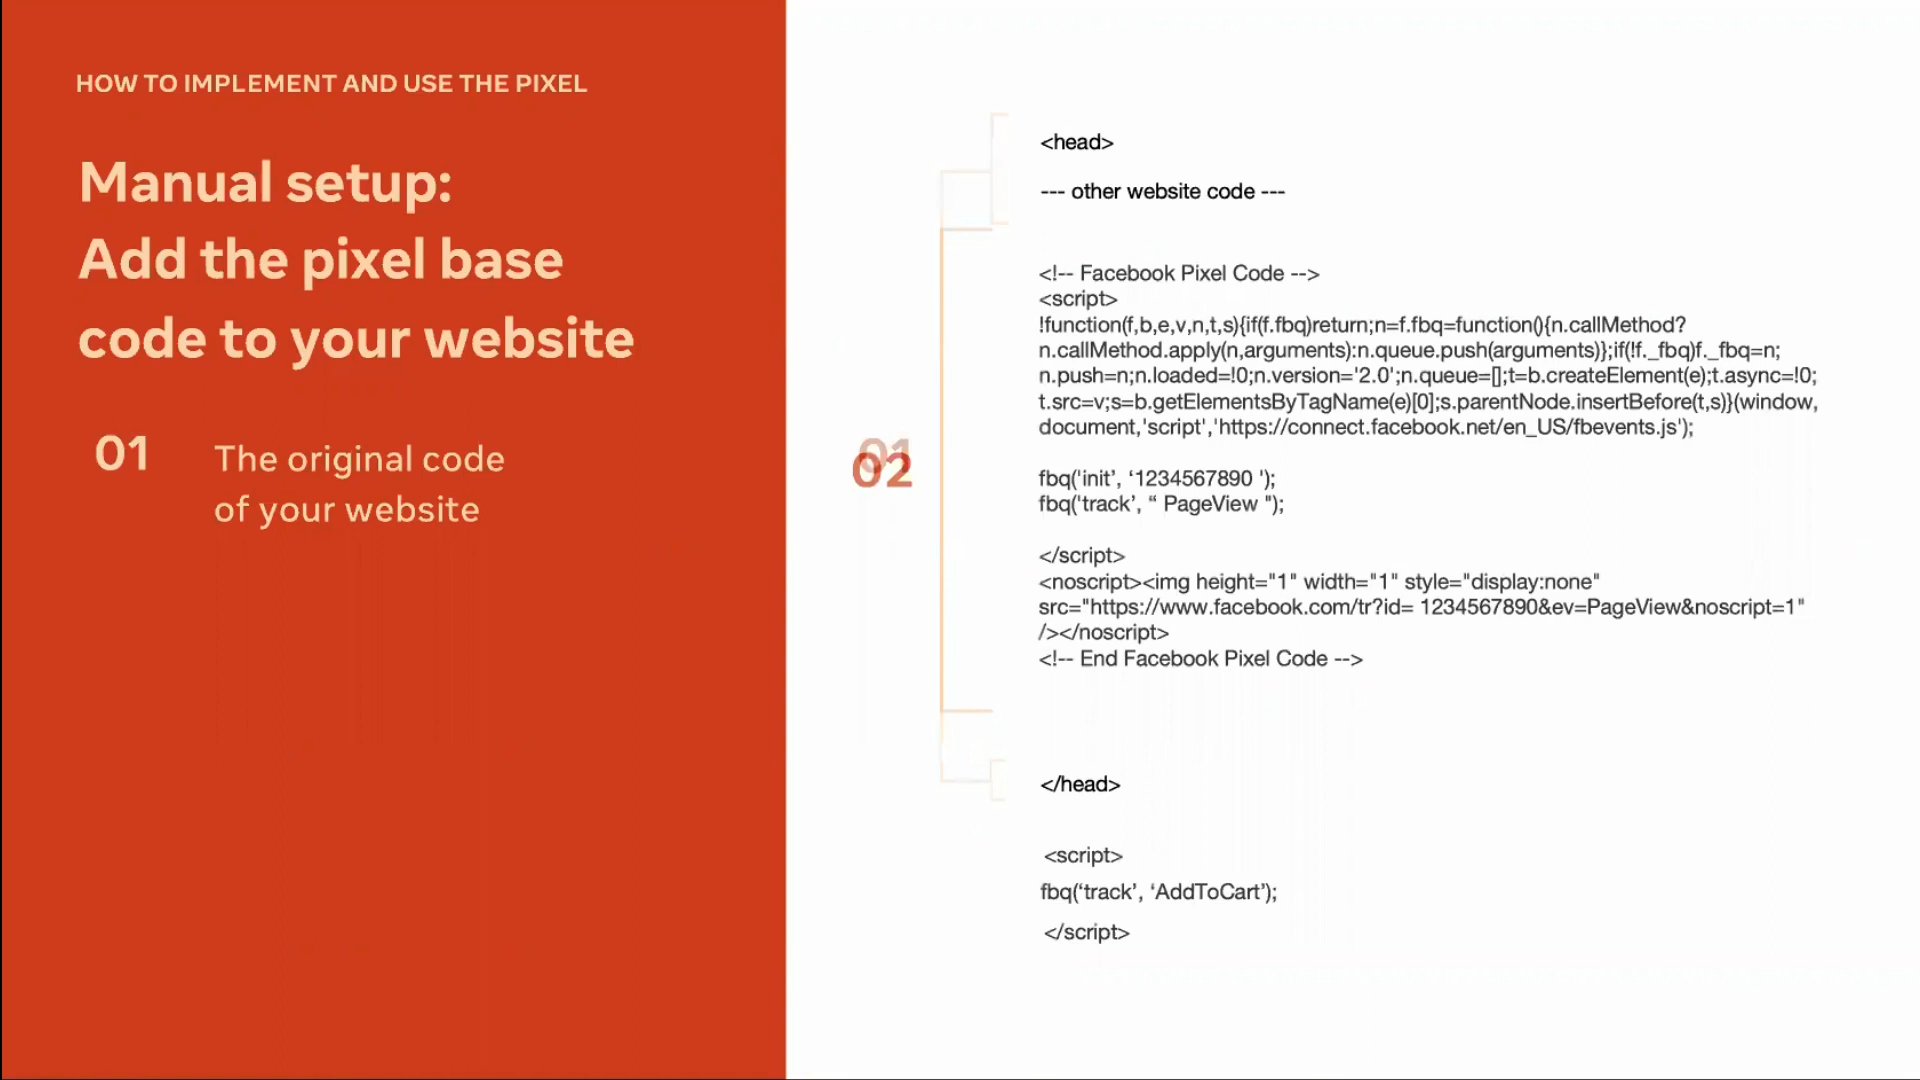 HOW TO IMPLEMENT AND USE THE PIXEL
Manual setup:
Add the pixel base
code to your website
01
The original code
of your website
01
02
<head>
--- other website code ---
<!-- Facebook Pixel Code -->
<script>
!function(f,b,e,v,n,t,s){if(f.fbq)return;n=f.fbq=function(){n.callMethod?
n.callMethod.apply(n,arguments):n.queue.push(arguments)};if(!f._fbq)f._fbq=n;
n.push=n;n.loaded=!0;n.version='2.0';n.queue=[];t=b.createElement(e);t.async=!0;
t.src=v;s=b.getElementsByTagName(e)[0];s.parentNode.insertBefore(t,s)}(window,
document,'script','https://connect.facebook.net/en_US/fbevents.js');
fbq('init’, ‘1234567890 ');
fbq('track’, “ PageView ");
</script>
<noscript><img height="1" width="1" style="display:none"
src="https://www.facebook.com/tr?id= 1234567890&ev=PageView&noscript=1"
/></noscript>
<!-- End Facebook Pixel Code -->
</head>
<script>
fbq(‘track’, ‘AddToCart’);
</script>